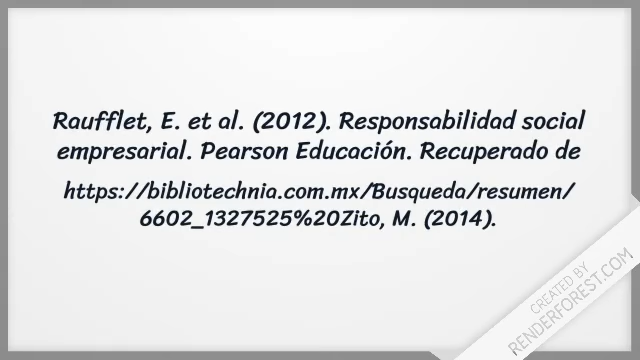 Raufflet, E. et al. (2012). Responsabilidad social
empresarial. Pearson Educación. Recuperado de
https://bibliotechnia.com.mx/Busqueda/resumen/
6602_1327525%20Zito, M. (2014).
CREATED BY
RENDERFOREST.COM